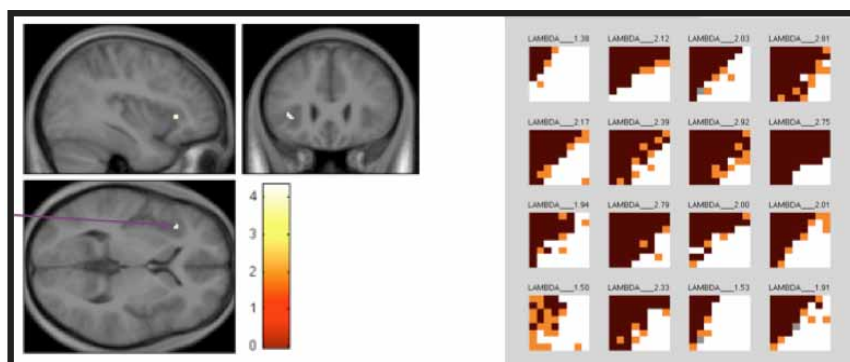 4
3
2
1
0
LAMBDA___1.38 LAMBDA___2.12 LAMBDA___2.03 LAMBDA___2.61
LAMBDA___2.17 LAMBDA___2.39 LAMBDA___2.92 LAMBDA___2.75
LAMBDA___1.94 LAMBDA___2.79 LAMBDA___2.00 LAMBDA___2.01
LAMBDA___1.50 LAMBDA___2.33 LAMBDA___1.53 LAMBDA___1.91